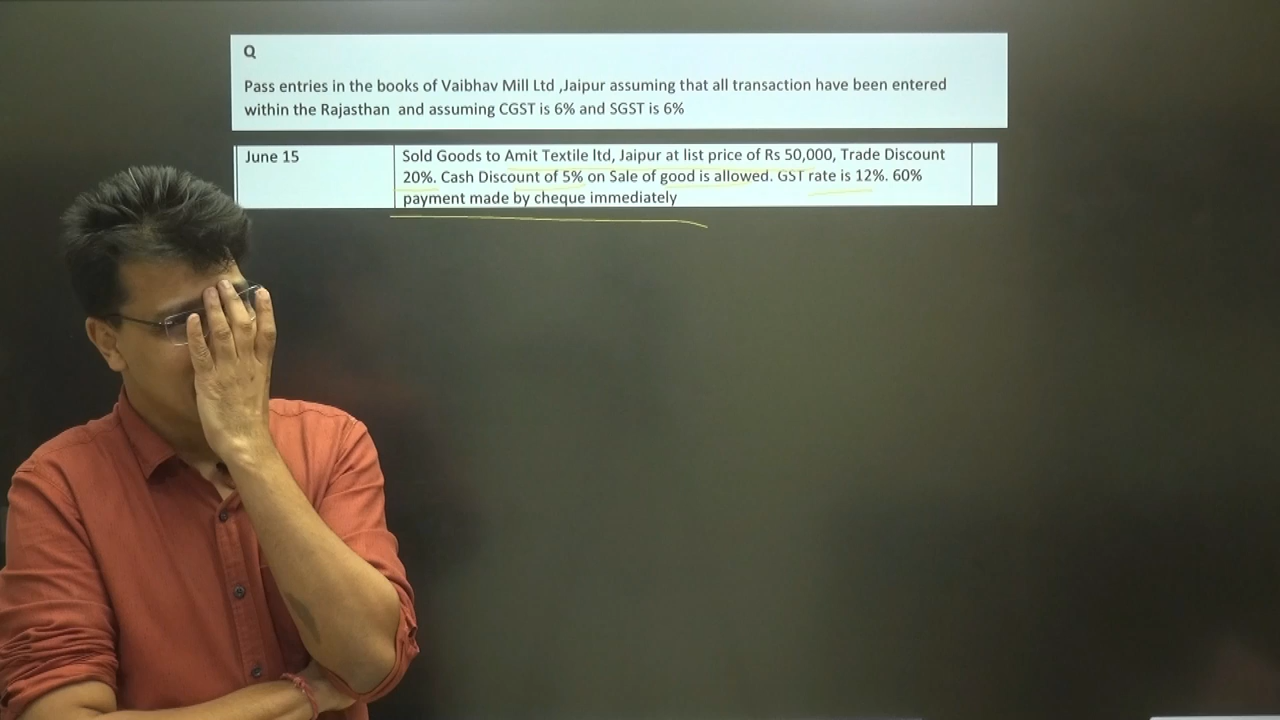 Q
Pass entries in the books of Vaibhav Mill Ltd ,Jaipur assuming that all transaction have been entered
within the Rajasthan and assuming CGST is 6% and SGST is 6%
June 15
Sold Goods to Amit Textile ltd, Jaipur at list price of Rs 50,000, Trade Discount
20%. Cash Discount of 5% on Sale of good is allowed. GST rate is 12%. 60%
payment made by cheque immediately